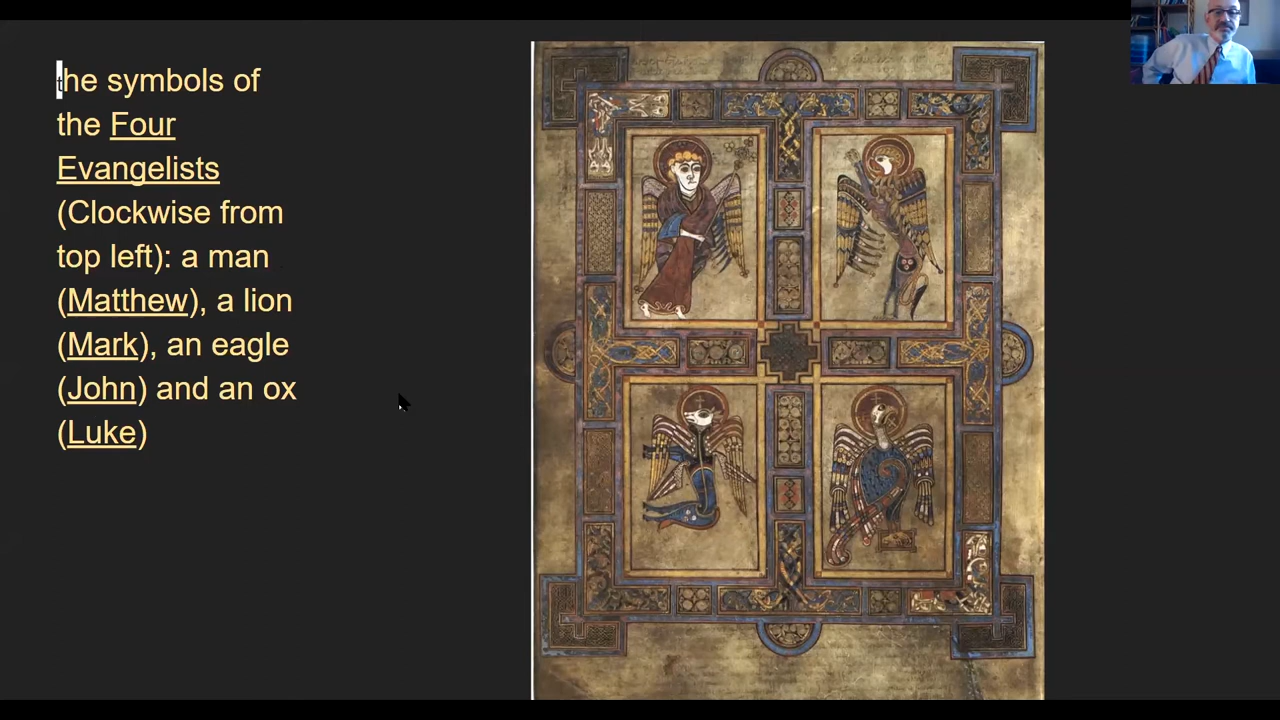 the symbols of
the Four
Evangelists
(Clockwise from
top left): a man
(Matthew), a lion
(Mark), an eagle
(John) and an ox
(Luke)